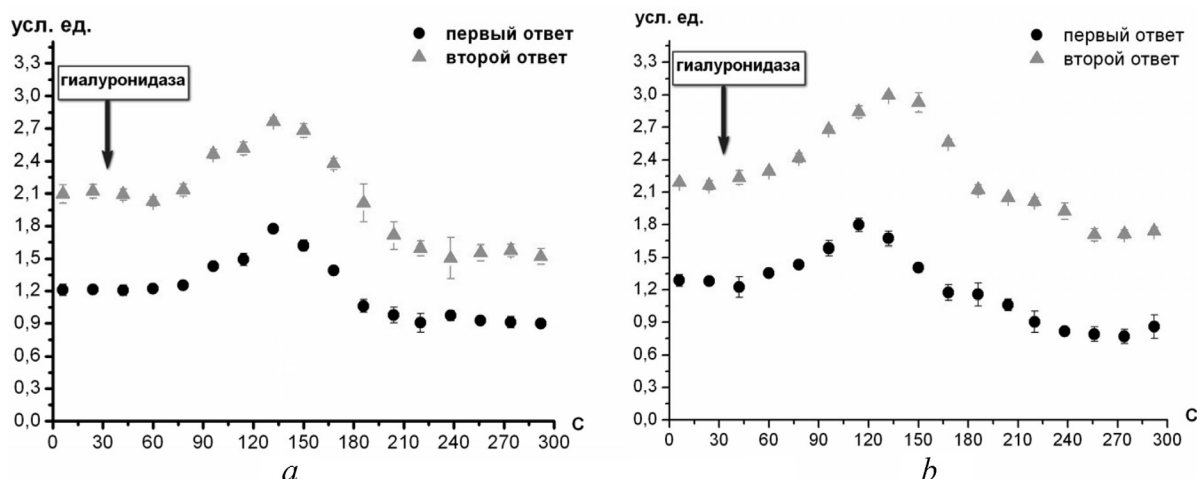 усл. ед.
первый ответ
второй ответ
гиалуронидаза
3,3
3,0
2,7
2,4
2,1
1,8
1,5
1,2
0,9
0,6
0,3
0,0
0 30 60 90 120 150 180 210 240 270 300
с
a
усл. ед.
первый ответ
второй ответ
гиалуронидаза
3,3
3,0
2,7
2,4
2,1
1,8
1,5
1,2
0,9
0,6
0,3
0,0
0 30 60 90 120 150 180 210 240 270 300
с
b